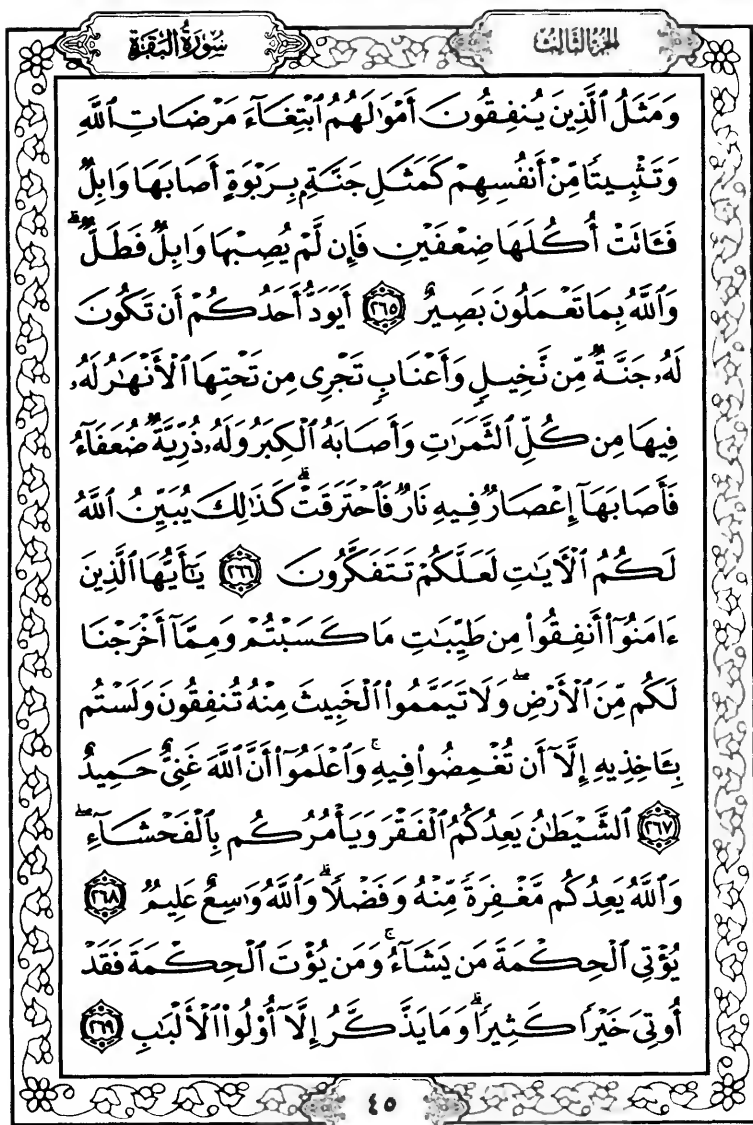 الجزء الثالث
سورة البقرة
وَمَثَلُ ٱلَّذِينَ يُنفِقُونَ أَمْوَٰلَهُمُ ٱبْتِغَآءَ مَرْضَاتِ ٱللَّهِ
وَتَثْبِيتًا مِّنْ أَنفُسِهِمْ كَمَثَلِ جَنَّةٍۭ بِرَبْوَةٍ أَصَابَهَا وَابِلٌ
فَـَٔاتَتْ أُكُلَهَا ضِعْفَيْنِ فَإِن لَّمْ يُصِبْهَا وَابِلٌ فَطَلٌّ ۗ
وَٱللَّهُ بِمَا تَعْمَلُونَ بَصِيرٌ ٢٦٥ أَيَوَدُّ أَحَدُكُمْ أَن تَكُونَ
لَهُۥ جَنَّةٌ مِّن نَّخِيلٍ وَأَعْنَابٍ تَجْرِى مِن تَحْتِهَا ٱلْأَنْهَٰرُ لَهُۥ
فِيهَا مِن كُلِّ ٱلثَّمَرَٰتِ وَأَصَابَهُ ٱلْكِبَرُ وَلَهُۥ ذُرِّيَّةٌ ضُعَفَآءُ
فَأَصَابَهَآ إِعْصَارٌ فِيهِ نَارٌ فَٱحْتَرَقَتْ ۗ كَذَٰلِكَ يُبَيِّنُ ٱللَّهُ
لَكُمُ ٱلْـَٔايَٰتِ لَعَلَّكُمْ تَتَفَكَّرُونَ ٢٦٦ يَٰٓأَيُّهَا ٱلَّذِينَ
ءَامَنُوٓا۟ أَنفِقُوا۟ مِن طَيِّبَٰتِ مَا كَسَبْتُمْ وَمِمَّآ أَخْرَجْنَا
لَكُم مِّنَ ٱلْأَرْضِ ۖ وَلَا تَيَمَّمُوا۟ ٱلْخَبِيثَ مِنْهُ تُنفِقُونَ وَلَسْتُم
بِـَٔاخِذِيهِ إِلَّآ أَن تُغْمِضُوا۟ فِيهِ ۚ وَٱعْلَمُوٓا۟ أَنَّ ٱللَّهَ غَنِىٌّ حَمِيدٌ
٢٦٧ ٱلشَّيْطَٰنُ يَعِدُكُمُ ٱلْفَقْرَ وَيَأْمُرُكُم بِٱلْفَحْشَآءِ ۖ
وَٱللَّهُ يَعِدُكُم مَّغْفِرَةً مِّنْهُ وَفَضْلًا ۗ وَٱللَّهُ وَٰسِعٌ عَلِيمٌ ٢٦٨
يُؤْتِى ٱلْحِكْمَةَ مَن يَشَآءُ ۚ وَمَن يُؤْتَ ٱلْحِكْمَةَ فَقَدْ
أُوتِىَ خَيْرًا كَثِيرًا ۗ وَمَا يَذَّكَّرُ إِلَّآ أُو۟لُوا۟ ٱلْأَلْبَٰبِ ٢٦٩
٤٥